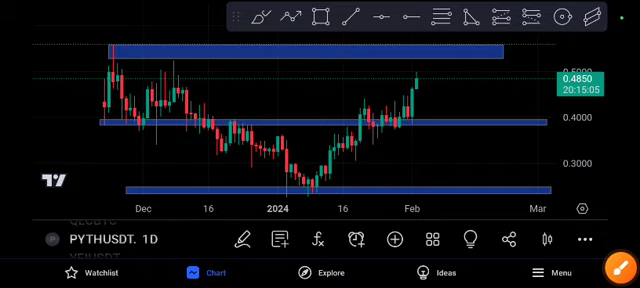 0.5000
0.4850
20:15:05
0.4000
0.3000
Dec
16
2024
16
Feb
Mar
PYTHUSDT, 1D
Watchlist
Chart
Explore
Ideas
Menu